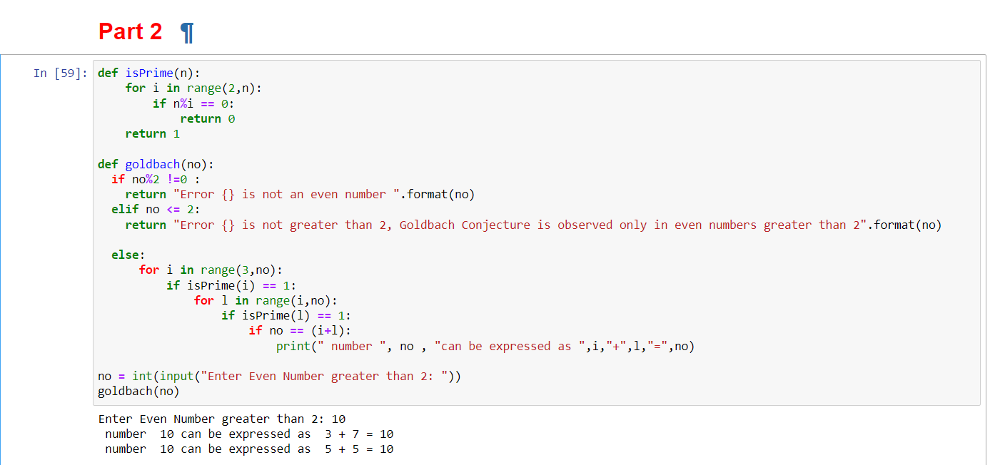 Part 2 ¶
In [59]: def isPrime(n):
    for i in range(2,n):
        if n%i == 0:
            return 0
    return 1

def goldbach(no):
  if no%2 !=0 :
    return "Error {} is not an even number ".format(no)
  elif no <= 2:
    return "Error {} is not greater than 2, Goldbach Conjecture is observed only in even numbers greater than 2".format(no)

  else:
      for i in range(3,no):
          if isPrime(i) == 1:
              for l in range(i,no):
                  if isPrime(l) == 1:
                      if no == (i+l):
                          print(" number ", no , "can be expressed as ",i,"+",l,"=",no)

no = int(input("Enter Even Number greater than 2: "))
goldbach(no)
Enter Even Number greater than 2: 10
 number  10 can be expressed as  3 + 7 = 10
 number  10 can be expressed as  5 + 5 = 10